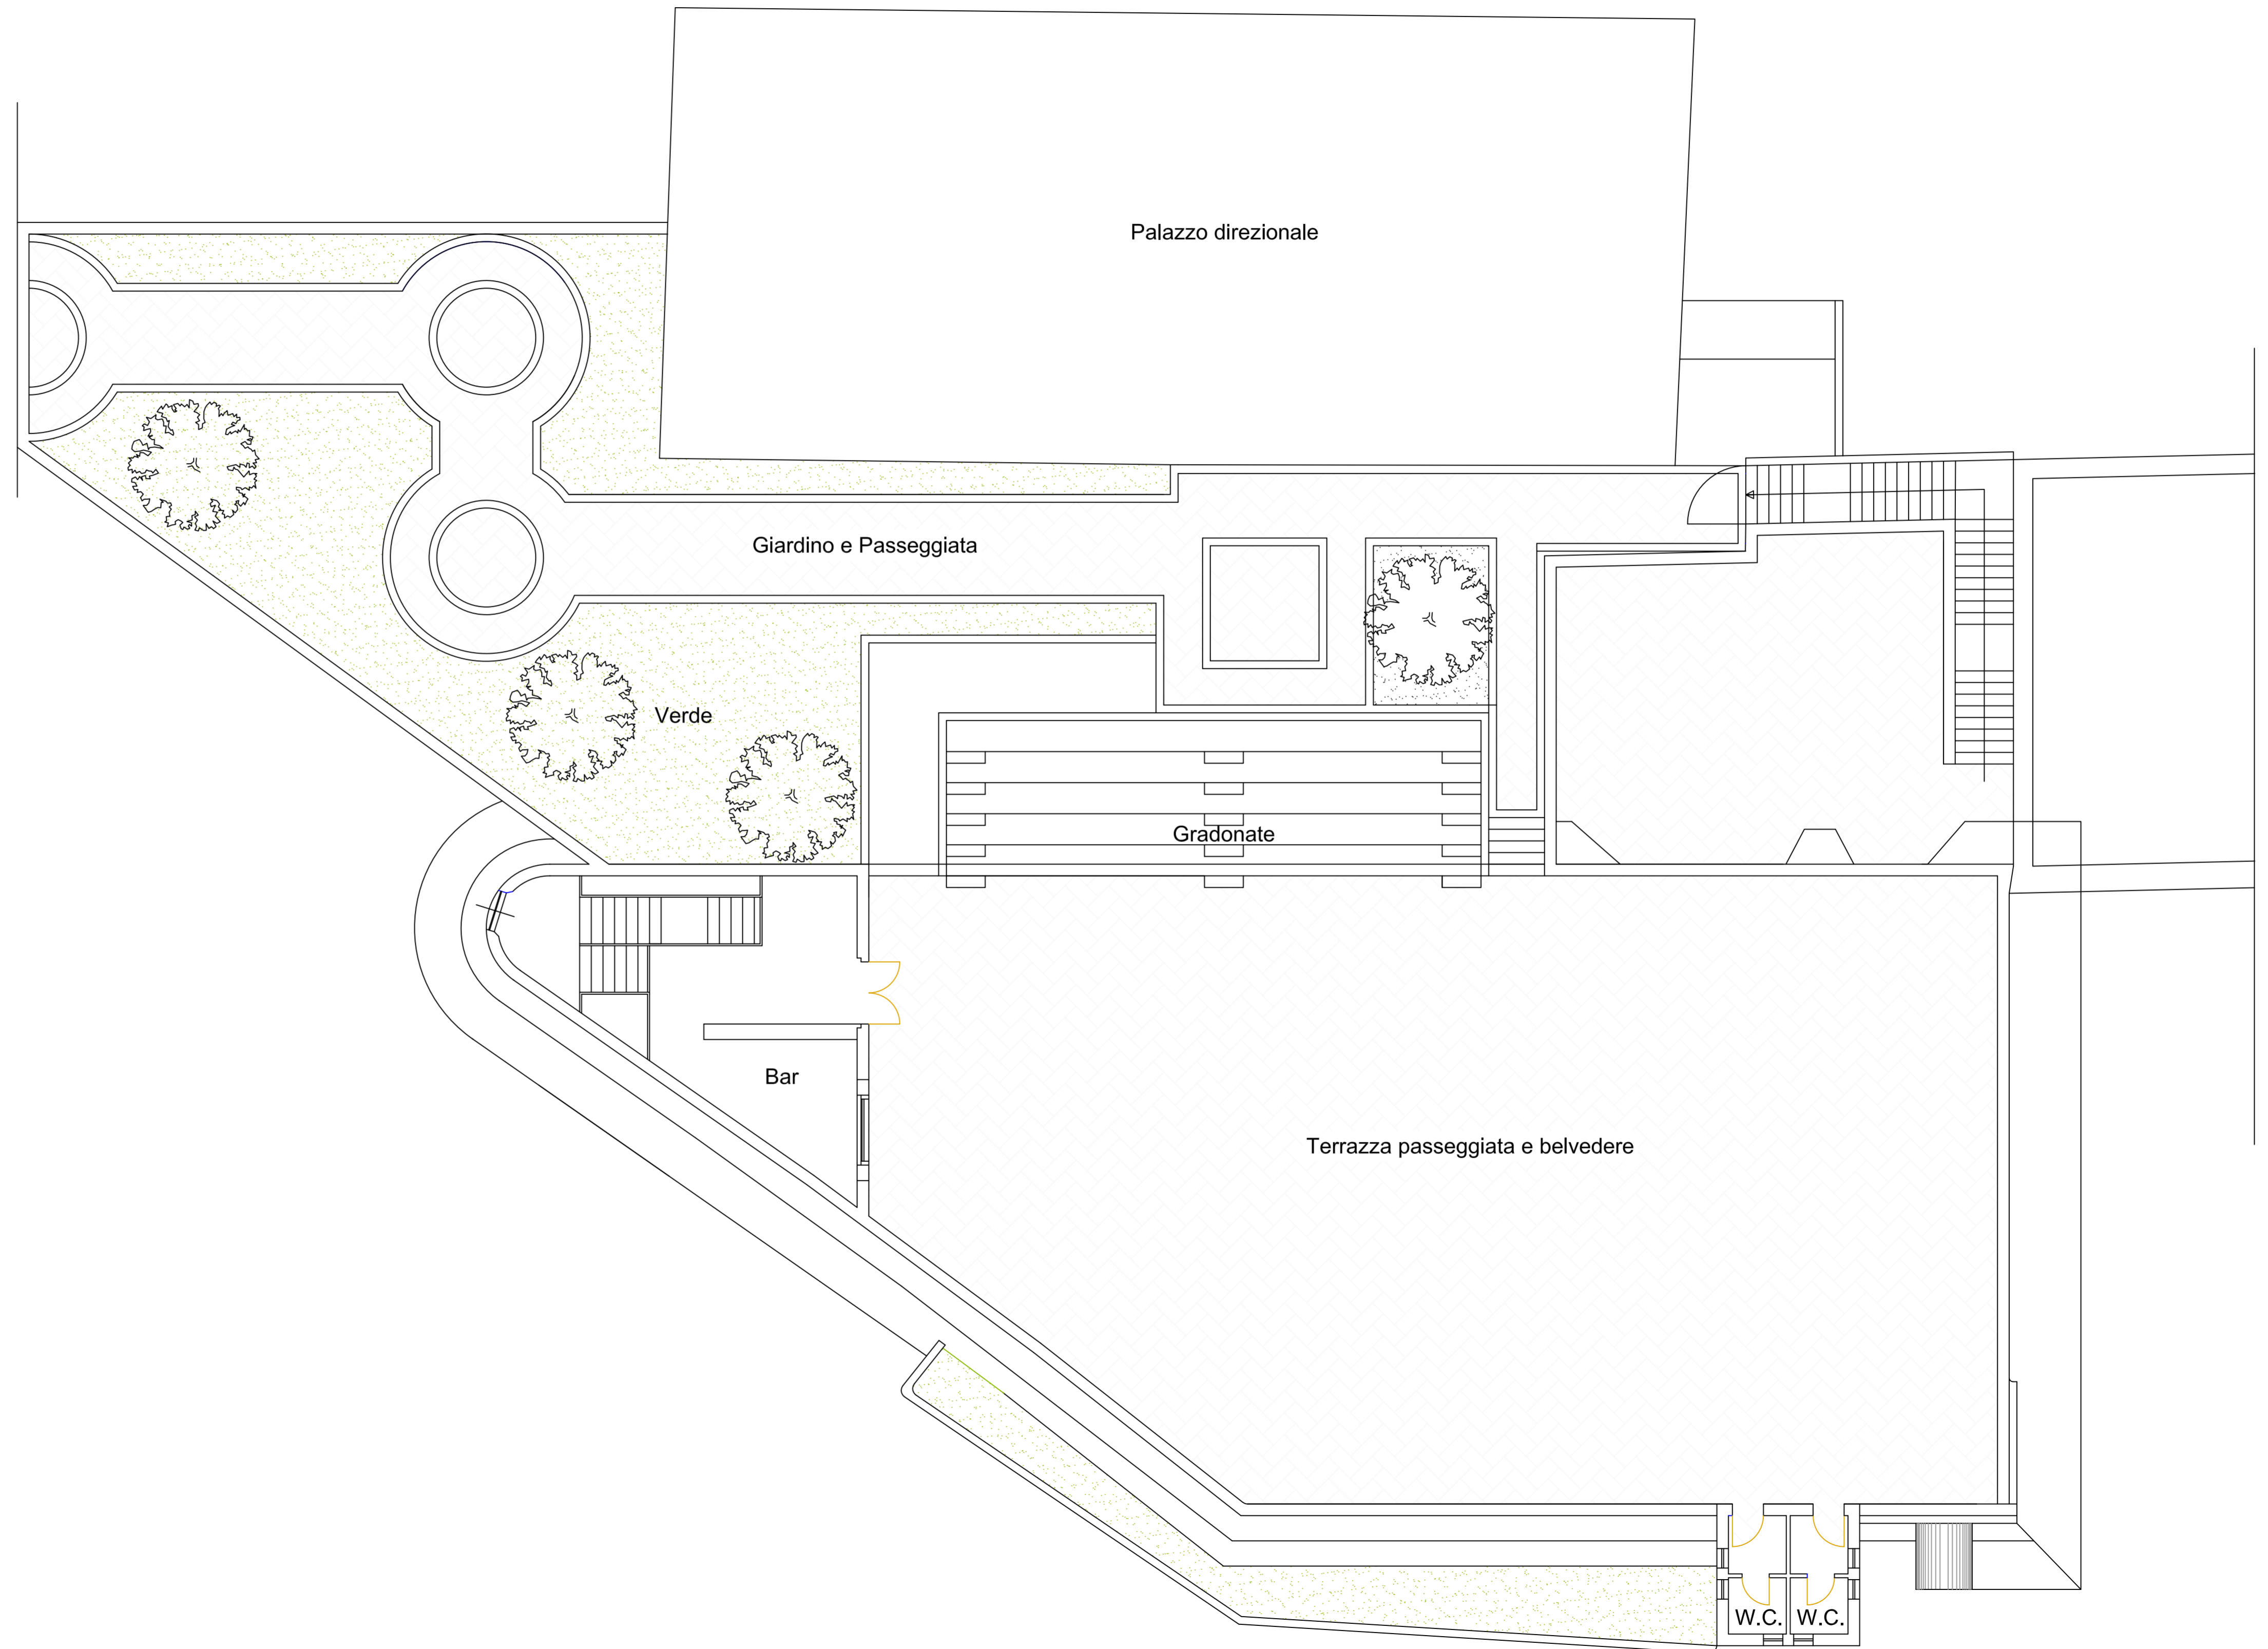 Palazzo direzionale
Giardino e Passeggiata
Verde
Gradonate
Bar
Terrazza passeggiata e belvedere
W.C.
W.C.